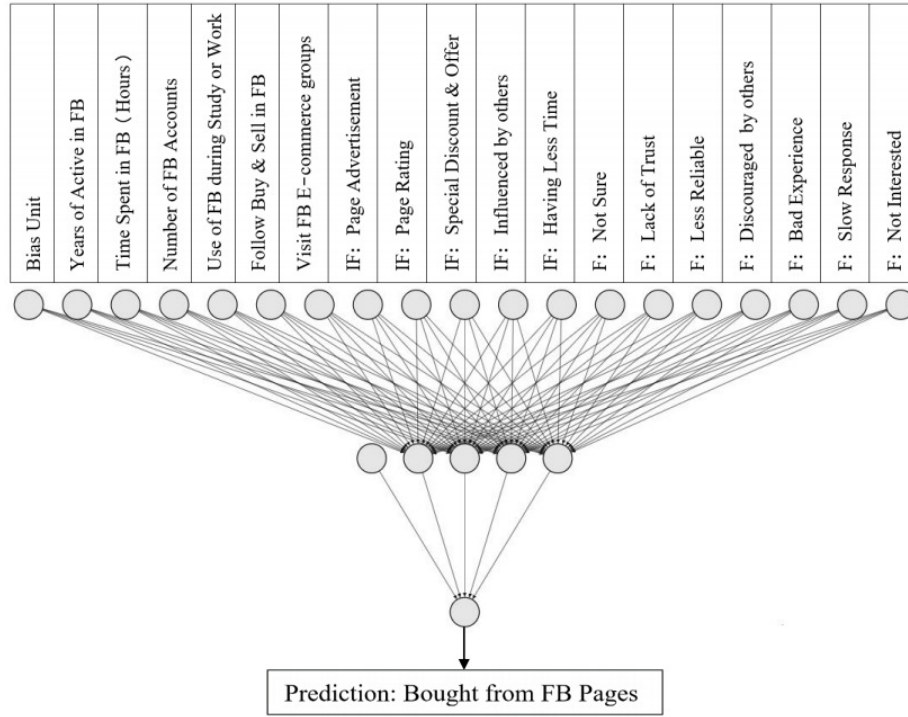 Bias Unit
Years of Active in FB
Time Spent in FB (Hours)
Number of FB Accounts
Use of FB during Study or Work
Follow Buy & Sell in FB
Visit FB E-commerce groups
IF: Page Advertisement
IF: Page Rating
IF: Special Discount & Offer
IF: Influenced by others
IF: Having Less Time
F: Not Sure
F: Lack of Trust
F: Less Reliable
F: Discouraged by others
F: Bad Experience
F: Slow Response
F: Not Interested
Prediction: Bought from FB Pages